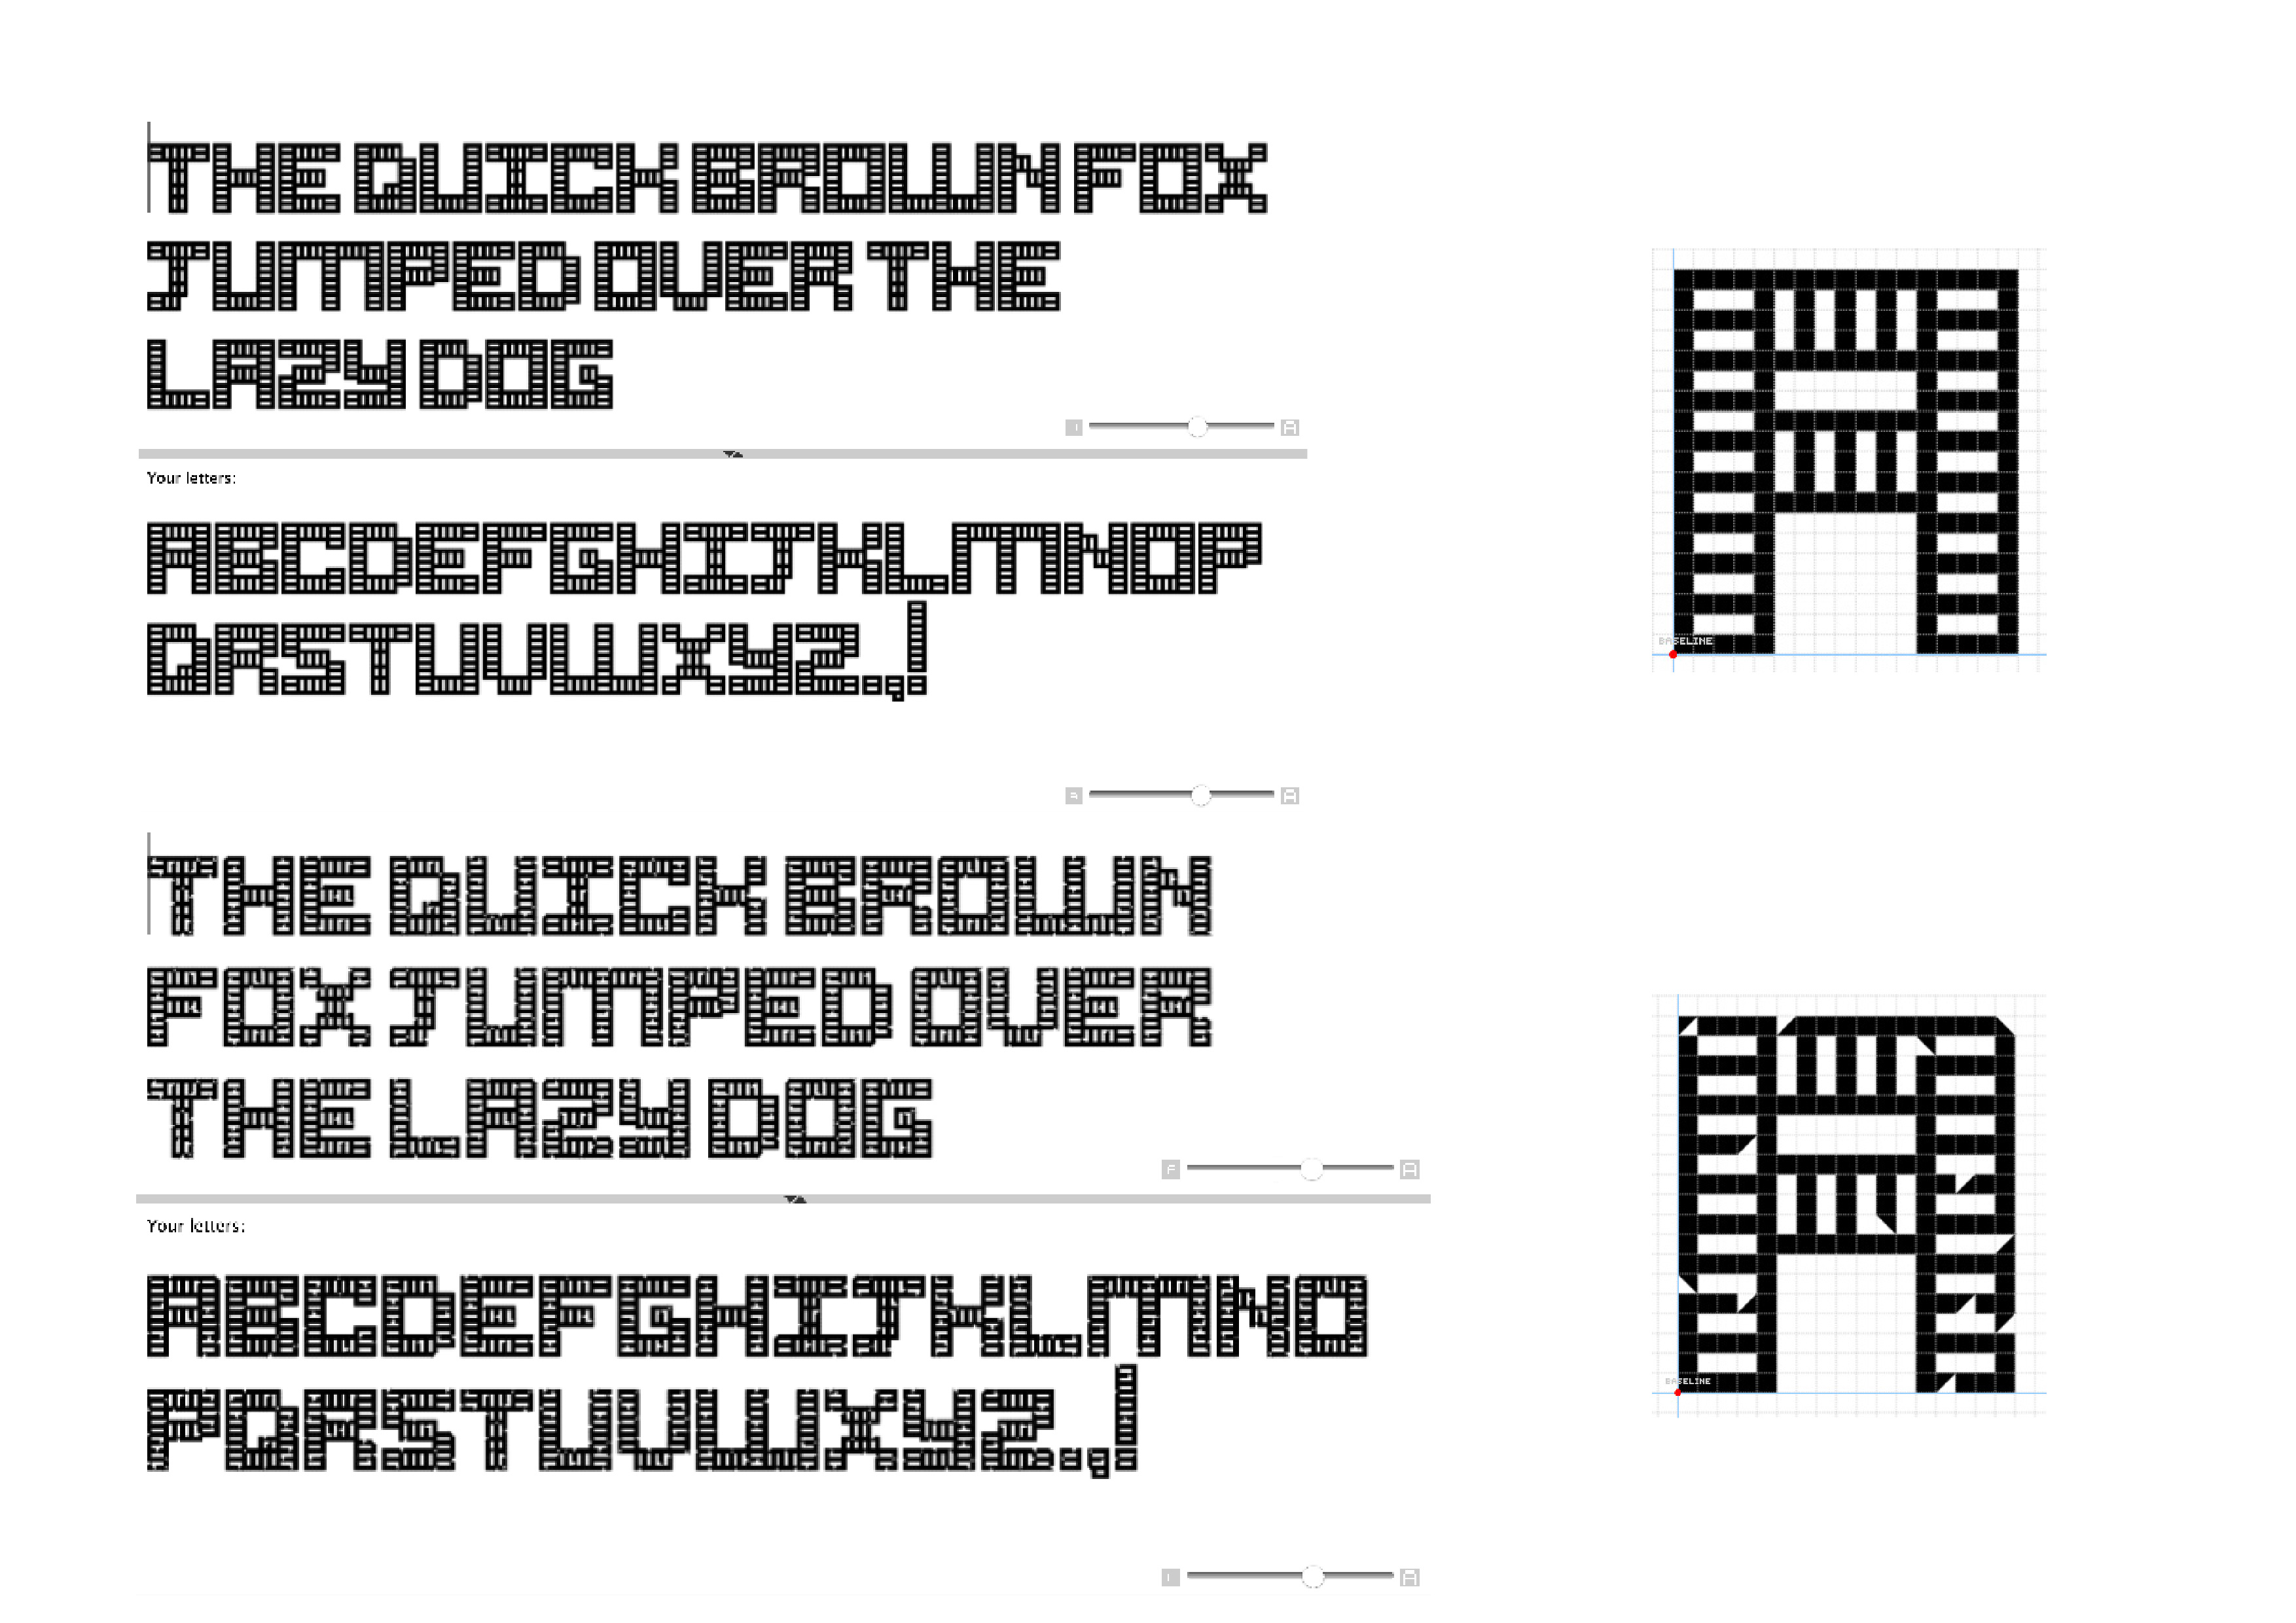 THE QUICK BROWN FOX
JUMPED OVER THE
LAZY DOG
Your letters:
ABCDEFGHIJKLMNOP
QRSTUVWXYZ.,!
A
BASELINE
THE QUICK BROWN
FOX JUMPED OVER
THE LAZY DOG
Your letters:
ABCDEFGHIJKLMNO
PQRSTUVWXYZ.,!
A
BASELINE